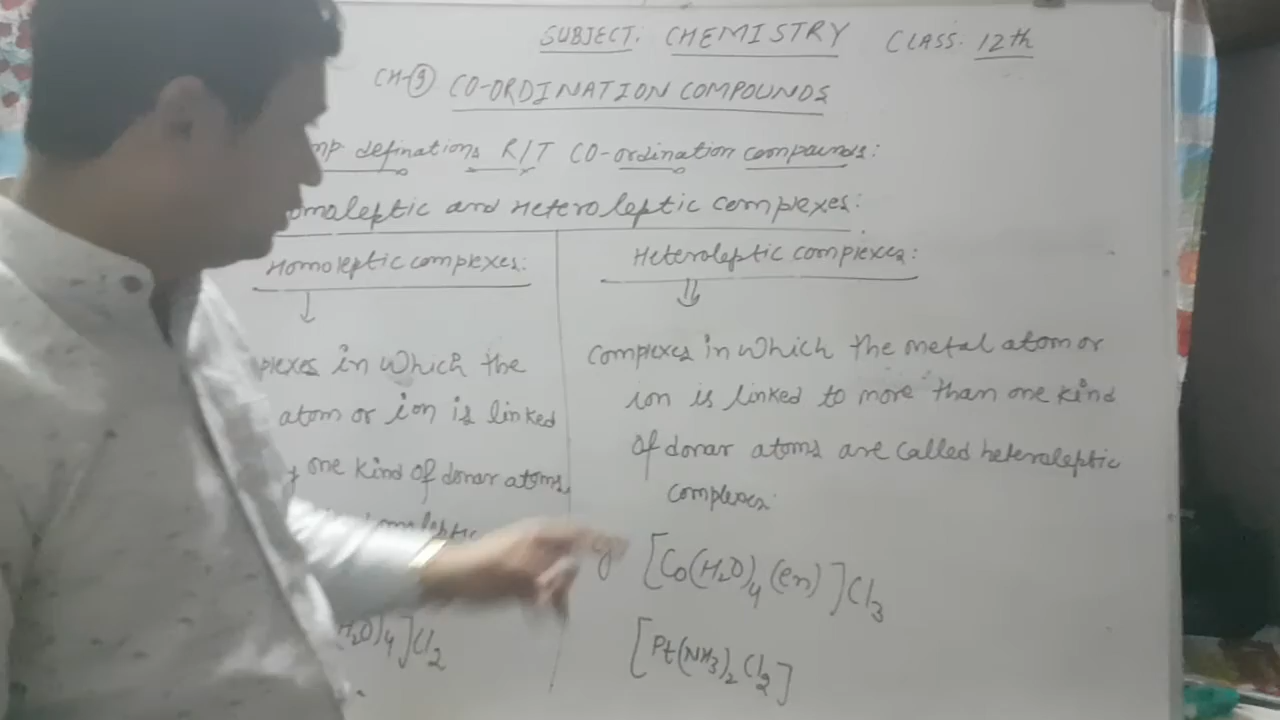 SUBJECT: CHEMISTRY CLASS. 12th
CH-9 CO-ORDINATION COMPOUNDS
mp definations R/T CO-ordination compounds:
omoleptic and Heteroleptic complexes:
Homoleptic complexes:
plexes in which the
atom or ion is linked
one kind of donar atoms
H2O)4]Cl2
Heteroleptic complexes:
Complexes in which the metal atom or
ion is linked to more than one kind
of donar atoms are called heteroleptic
complexes:
[Co(H2O)4(en)]Cl3
[Pt(NH3)2Cl2]